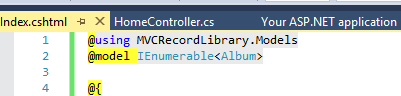 Index.cshtml HomeController.cs Your ASP.NET application
1 @using MVCRecordLibrary.Models
2 @model IEnumerable<Album>
3
4 @{